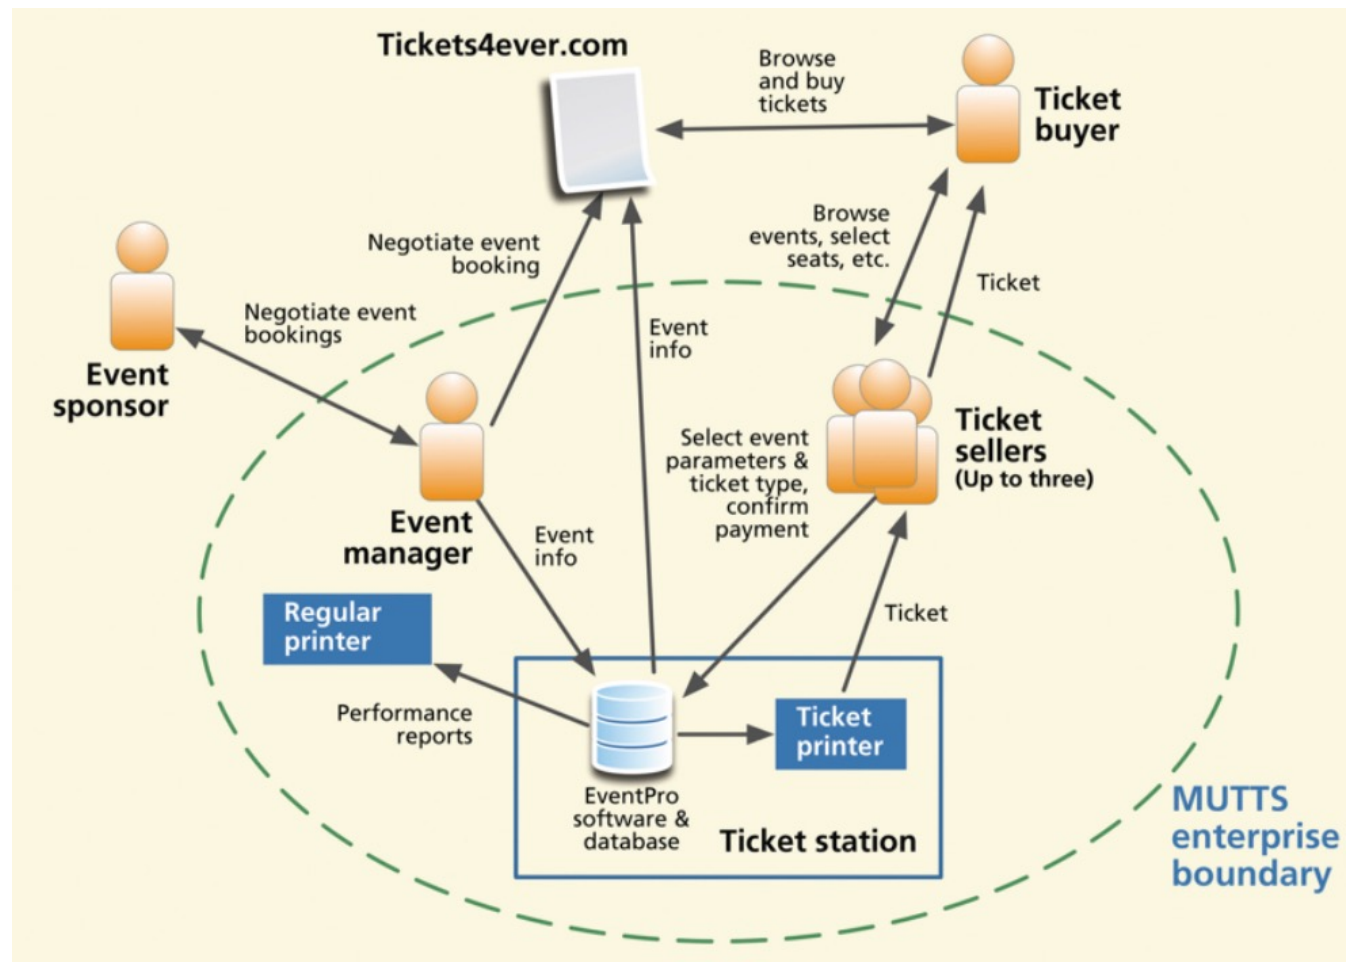 Tickets4ever.com
Browse
and buy
tickets
Ticket
buyer
Browse
events, select
seats, etc.
Ticket
Negotiate event
booking
Negotiate event
bookings
Event
sponsor
Event
info
Event
manager
Select event
parameters &
ticket type,
confirm
payment
Ticket
sellers
(Up to three)
Event
info
Ticket
Regular
printer
Performance
reports
Ticket
printer
EventPro
software &
database
Ticket station
MUTTS
enterprise
boundary